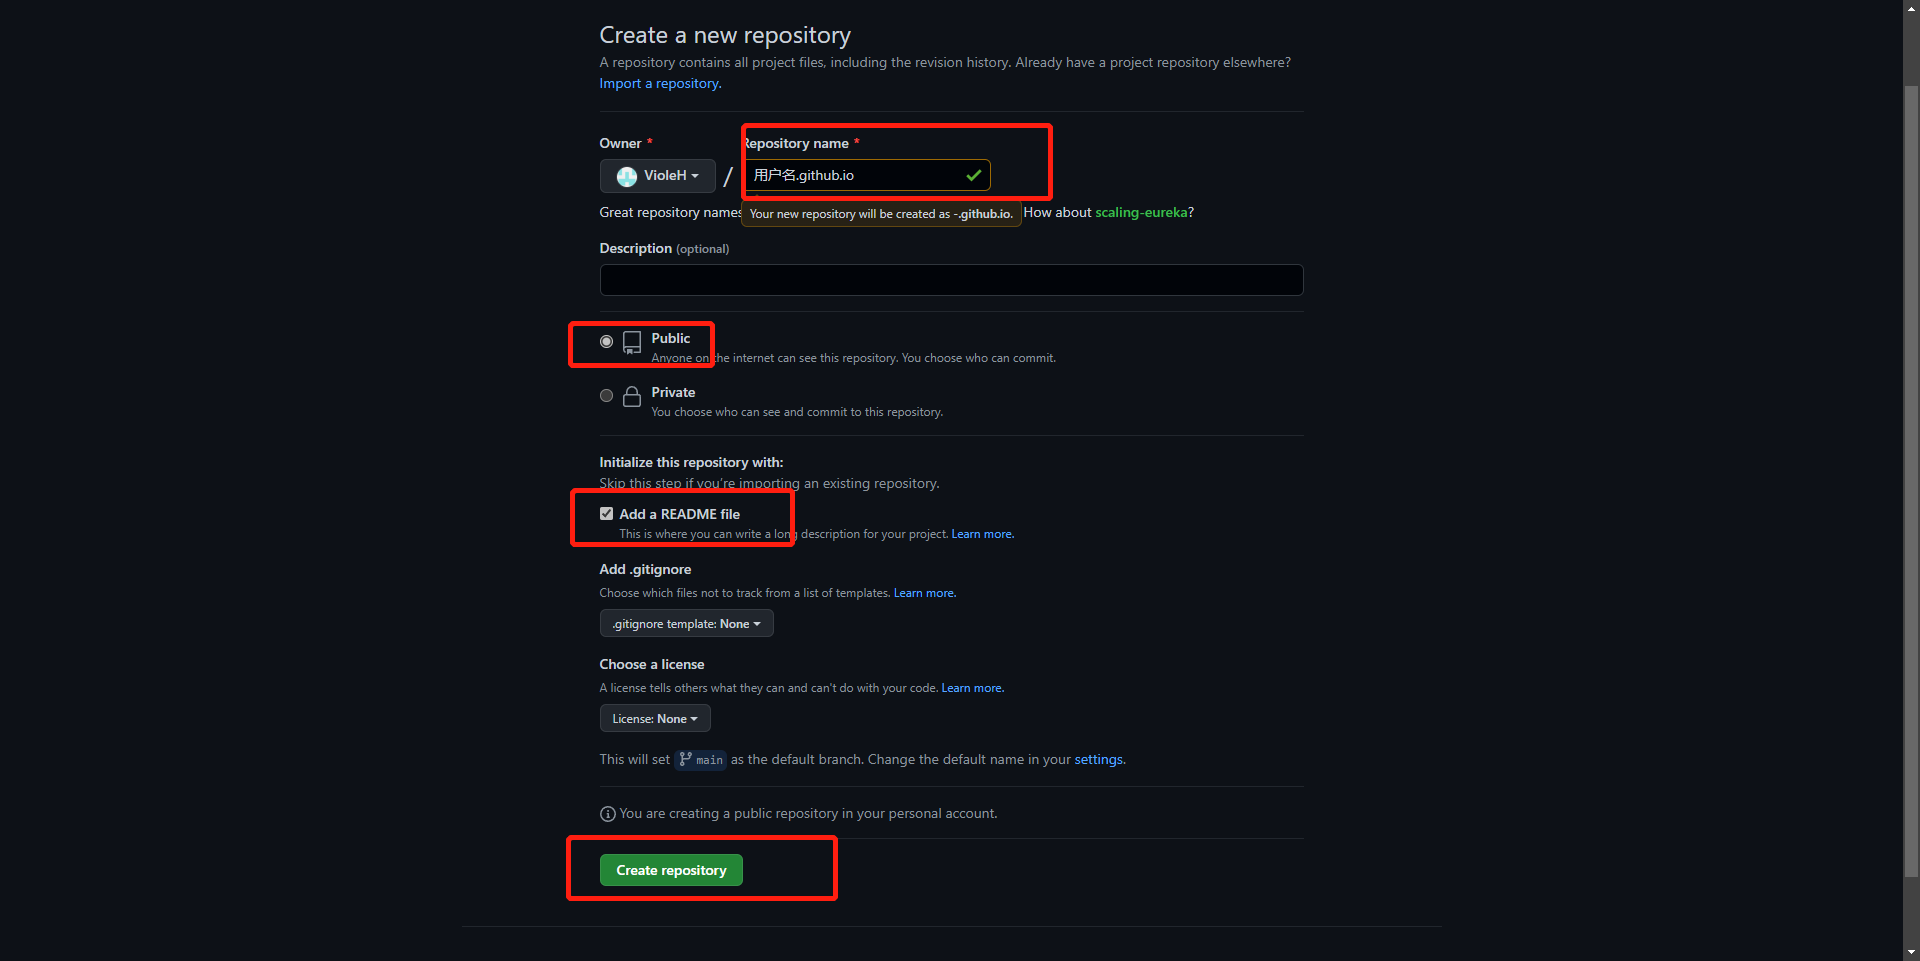 Create a new repository
A repository contains all project files, including the revision history. Already have a project repository elsewhere?
Import a repository.
Owner *
Repository name *
VioleH
/
用户名.github.io
Great repository names
Your new repository will be created as -.github.io.
How about scaling-eureka?
Description (optional)
Public
Anyone on the internet can see this repository. You choose who can commit.
Private
You choose who can see and commit to this repository.
Initialize this repository with:
Skip this step if you're importing an existing repository.
Add a README file
This is where you can write a long description for your project. Learn more.
Add .gitignore
Choose which files not to track from a list of templates. Learn more.
.gitignore template: None
Choose a license
A license tells others what they can and can't do with your code. Learn more.
License: None
This will set main as the default branch. Change the default name in your settings.
You are creating a public repository in your personal account.
Create repository